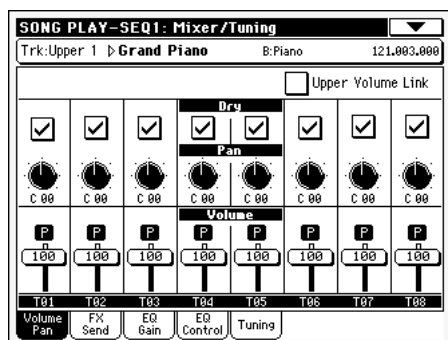 SONG PLAY-SEQ1: Mixer/Tuning
Trk:Upper 1 ▷Grand Piano B:Piano 121.003.000
Upper Volume Link
Dry
Pan
C 00 C 00 C 00 C 00 C 00 C 00 C 00 C 00
Volume
P P P P P P P P
100 100 100 100 100 100 100 100
T01 T02 T03 T04 T05 T06 T07 T08
Volume Pan FX Send EQ Gain EQ Control Tuning